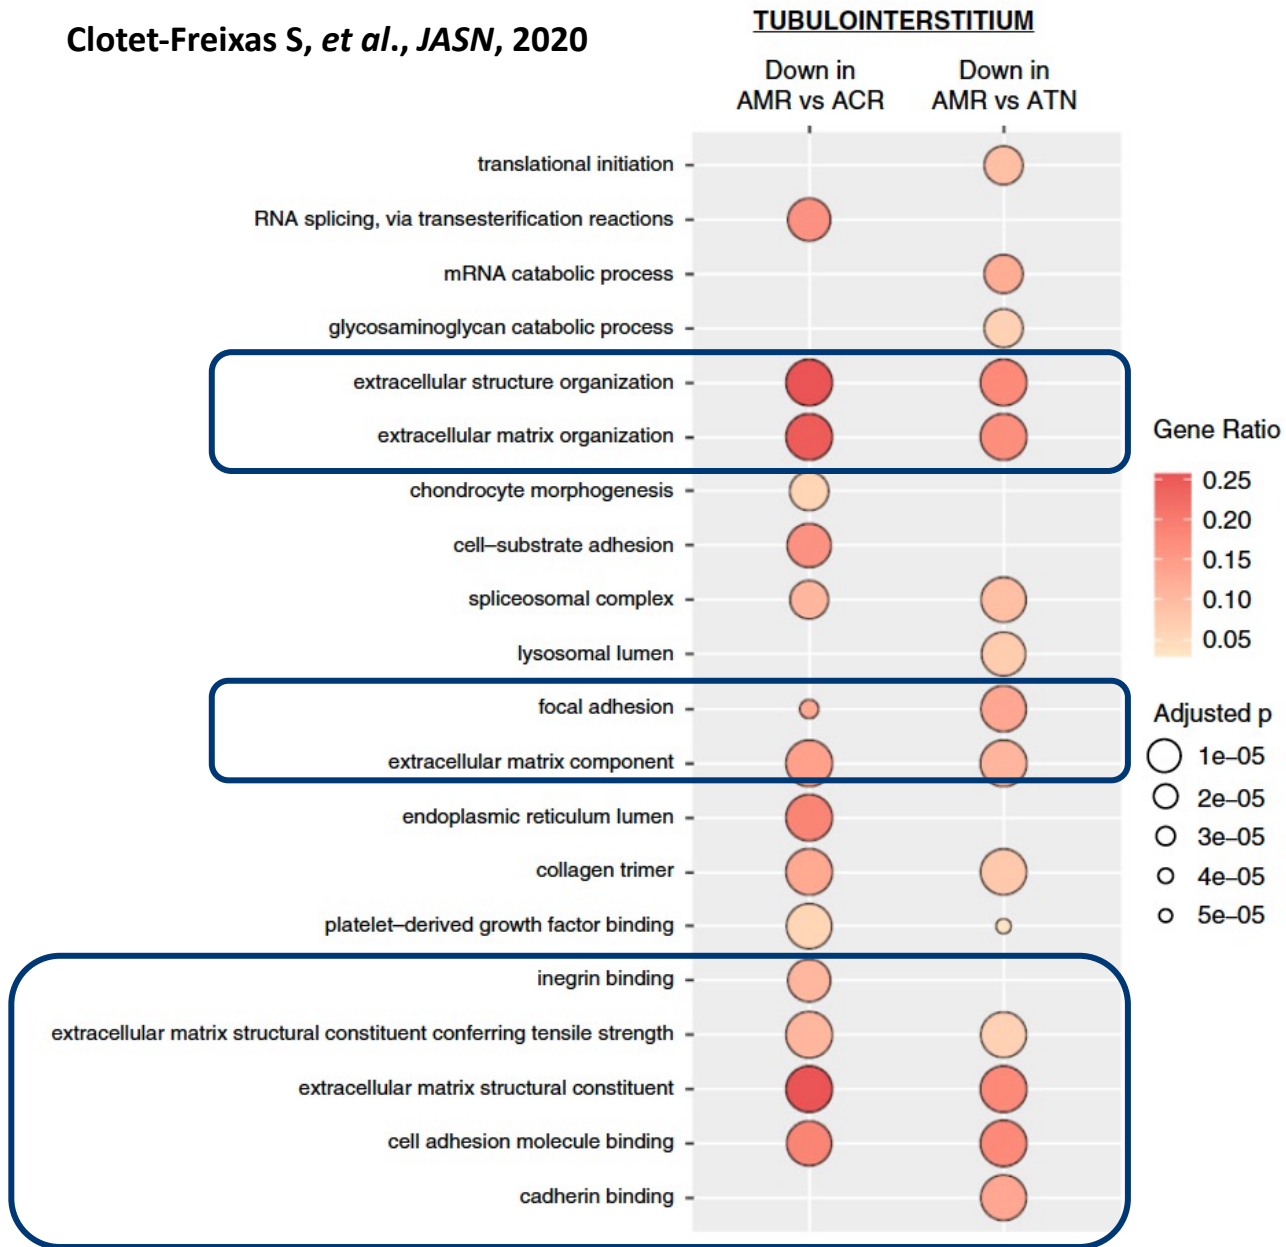 Clotet-Freixas S, et al., JASN, 2020
TUBULOINTERSTITIUM
Down in
AMR vs ACR
Down in
AMR vs ATN
translational initiation
RNA splicing, via transesterification reactions
mRNA catabolic process
glycosaminoglycan catabolic process
extracellular structure organization
extracellular matrix organization
chondrocyte morphogenesis
cell–substrate adhesion
spliceosomal complex
lysosomal lumen
focal adhesion
extracellular matrix component
endoplasmic reticulum lumen
collagen trimer
platelet–derived growth factor binding
inegrin binding
extracellular matrix structural constituent conferring tensile strength
extracellular matrix structural constituent
cell adhesion molecule binding
cadherin binding
Gene Ratio
0.25
0.20
0.15
0.10
0.05
Adjusted p
1e–05
2e–05
3e–05
4e–05
5e–05